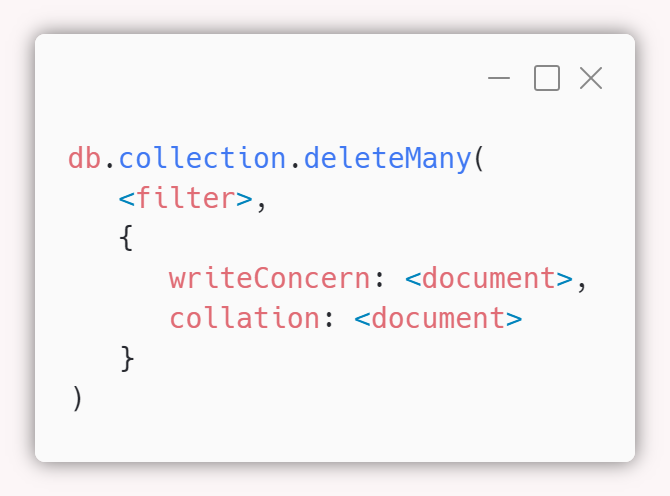 db.collection.deleteMany(
   <filter>,
   {
      writeConcern: <document>,
      collation: <document>
   }
)